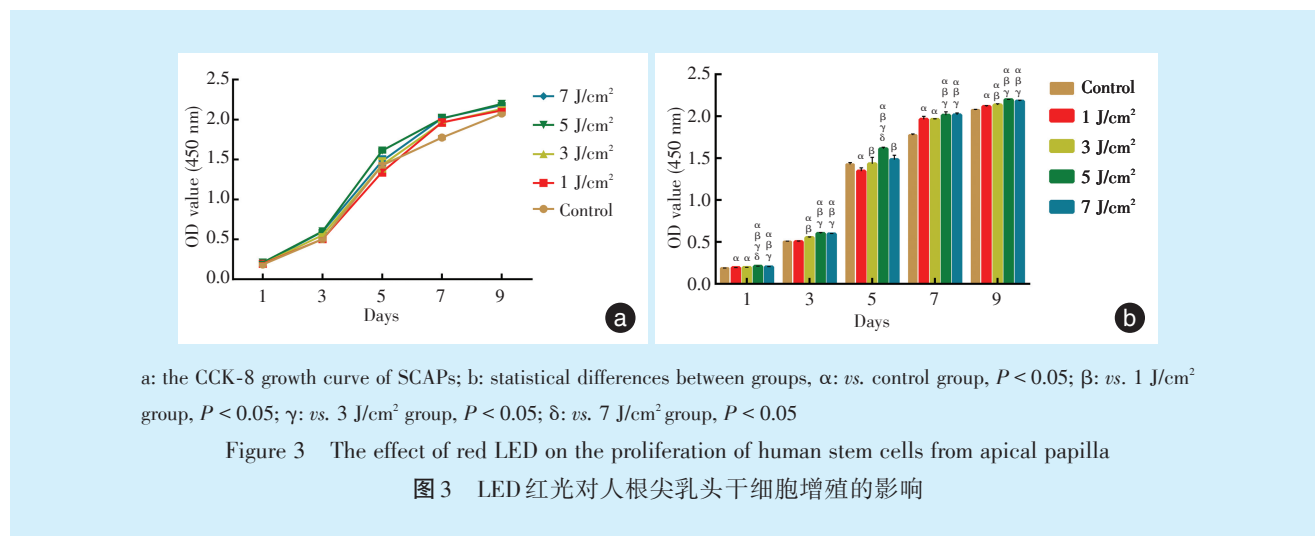 2.5
2.0
1.5
1.0
0.5
0.0
OD value (450 nm)
1 3 5 7 9
Days
7 J/cm²
5 J/cm²
3 J/cm²
1 J/cm²
Control
a
2.5
2.0
1.5
1.0
0.5
0.0
OD value (450 nm)
α α α β γ δ α β γ
α β α β γ α β γ
α β α β γ δ β
α α α β γ α β γ
α α β α β γ α β γ
1 3 5 7 9
Days
Control
1 J/cm²
3 J/cm²
5 J/cm²
7 J/cm²
b
a: the CCK-8 growth curve of SCAPs; b: statistical differences between groups, α: vs. control group, P < 0.05; β: vs. 1 J/cm²
group, P < 0.05; γ: vs. 3 J/cm² group, P < 0.05; δ: vs. 7 J/cm² group, P < 0.05
Figure 3 The effect of red LED on the proliferation of human stem cells from apical papilla
图3 LED红光对人根尖乳头干细胞增殖的影响